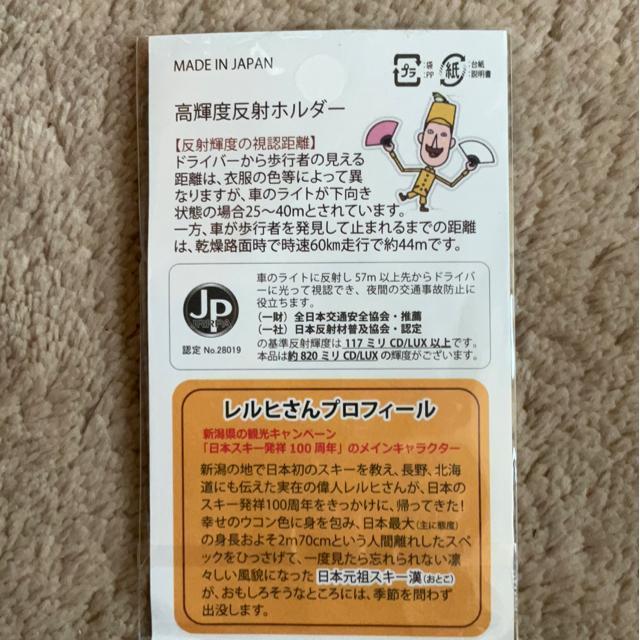 MADE IN JAPAN
プラ
:袋
:PP
紙
:台紙
:説明書
高輝度反射ホルダー
【反射輝度の視認距離】
ドライバーから歩行者の見える
距離は、衣服の色等によって異
なりますが、車のライトが下向き
状態の場合25〜40mとされています。
一方、車が歩行者を発見して止まれるまでの距離
は、乾燥路面時で時速60km走行で約44mです。
車のライトに反射し 57m 以上先からドライバ
ーに光って視認でき、夜間の交通事故防止に
役立ちます。
(一財) 全日本交通安全協会・推薦
(一社) 日本反射材普及協会・認定
の基準反射輝度は 117 ミリ CD/LUX 以上です。
本品は約 820 ミリ CD/LUX の輝度がございます。
JP
認定 No.28019
レルヒさんプロフィール
新潟県の観光キャンペーン
「日本スキー発祥 100 周年」のメインキャラクター
新潟の地で日本初のスキーを教え、長野、北海
道にも伝えた実在の偉人レルヒさんが、日本の
スキー発祥100周年をきっかけに、帰ってきた!
幸せのウコン色に身を包み、日本最大(主に態度)
の身長およそ2m70cmという人間離れしたスペ
ックをひっさげて、一度見たら忘れられない凛
々しい風貌になった 日本元祖スキー漢(おとこ)
が、おもしろそうなところには、季節を問わず
出没します。